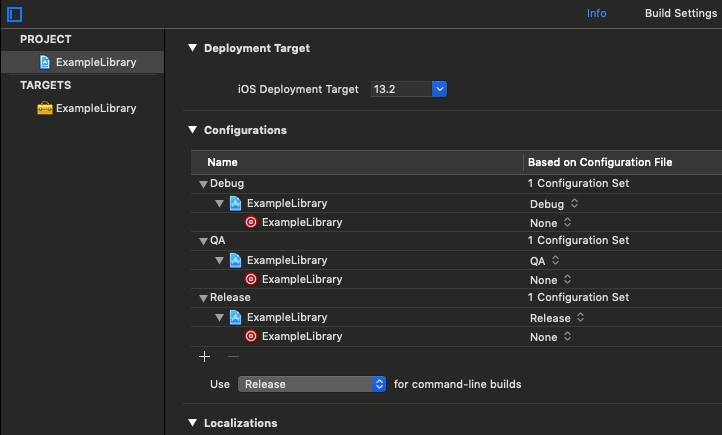 Info Build Settings
PROJECT
ExampleLibrary
TARGETS
ExampleLibrary
Deployment Target
iOS Deployment Target 13.2
Configurations
Name Based on Configuration File
Debug 1 Configuration Set
ExampleLibrary Debug
ExampleLibrary None
QA 1 Configuration Set
ExampleLibrary QA
ExampleLibrary None
Release 1 Configuration Set
ExampleLibrary Release
ExampleLibrary None
Use Release for command-line builds
Localizations